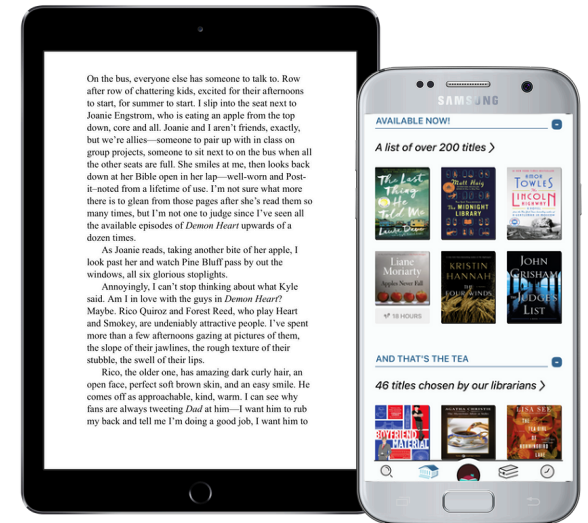 On the bus, everyone else has someone to talk to. Row
after row of chattering kids, excited for their afternoons
to start, for summer to start. I slip into the seat next to
Joanie Engstrom, who is eating an apple from the top
down, core and all. Joanie and I aren't friends, exactly,
but we're allies—someone to pair up with in class on
group projects, someone to sit next to on the bus when all
the other seats are full. She smiles at me, then looks back
down at her Bible open in her lap—well-worn and Post-
it–noted from a lifetime of use. I'm not sure what more
there is to glean from those pages after she's read them so
many times, but I'm not one to judge since I've seen all
the available episodes of Demon Heart upwards of a
dozen times.
As Joanie reads, taking another bite of her apple, I
look past her and watch Pine Bluff pass by out the
windows, all six glorious stoplights.
Annoyingly, I can't stop thinking about what Kyle
said. Am I in love with the guys in Demon Heart?
Maybe. Rico Quiroz and Forest Reed, who play Heart
and Smokey, are undeniably attractive people. I've spent
more than a few afternoons gazing at pictures of them,
the slope of their jawlines, the rough texture of their
stubble, the swell of their lips.
Rico, the older one, has amazing dark curly hair, an
open face, perfect soft brown skin, and an easy smile. He
comes off as approachable, kind, warm. I can see why
fans are always tweeting Dad at him—I want him to rub
my back and tell me I'm doing a good job, I want him to
SAMSUNG
AVAILABLE NOW!
A list of over 200 titles >
The Last
Thing
He
Told Me
Laura Dave
Matt Haig
The
MIDNIGHT
LIBRARY
AMOR
TOWLES
The
LINCOLN
HIGHWAY
Liane
Moriarty
Apples Never Fall
18 HOURS
KRISTIN
HANNAH
THE
FOUR WINDS
JOHN
GRISHAM
THE
JUDGE'S
LIST
AND THAT'S THE TEA
46 titles chosen by our librarians >
BOYFRIEND
MATERIAL
AGATHA CHRISTIE
LISA SEE
THE
TEA GIRL
OF
HUMMINGBIRD
LANE